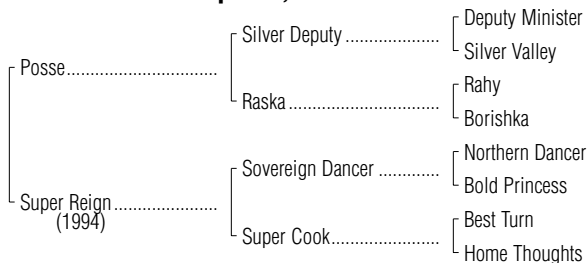 Deputy Minister
Silver Deputy ....................
Silver Valley
Posse................................
Rahy
Raska ................................
Borishka
Northern Dancer
Sovereign Dancer .............
Bold Princess
Super Reign......................
(1994)
Best Turn
Super Cook.......................
Home Thoughts